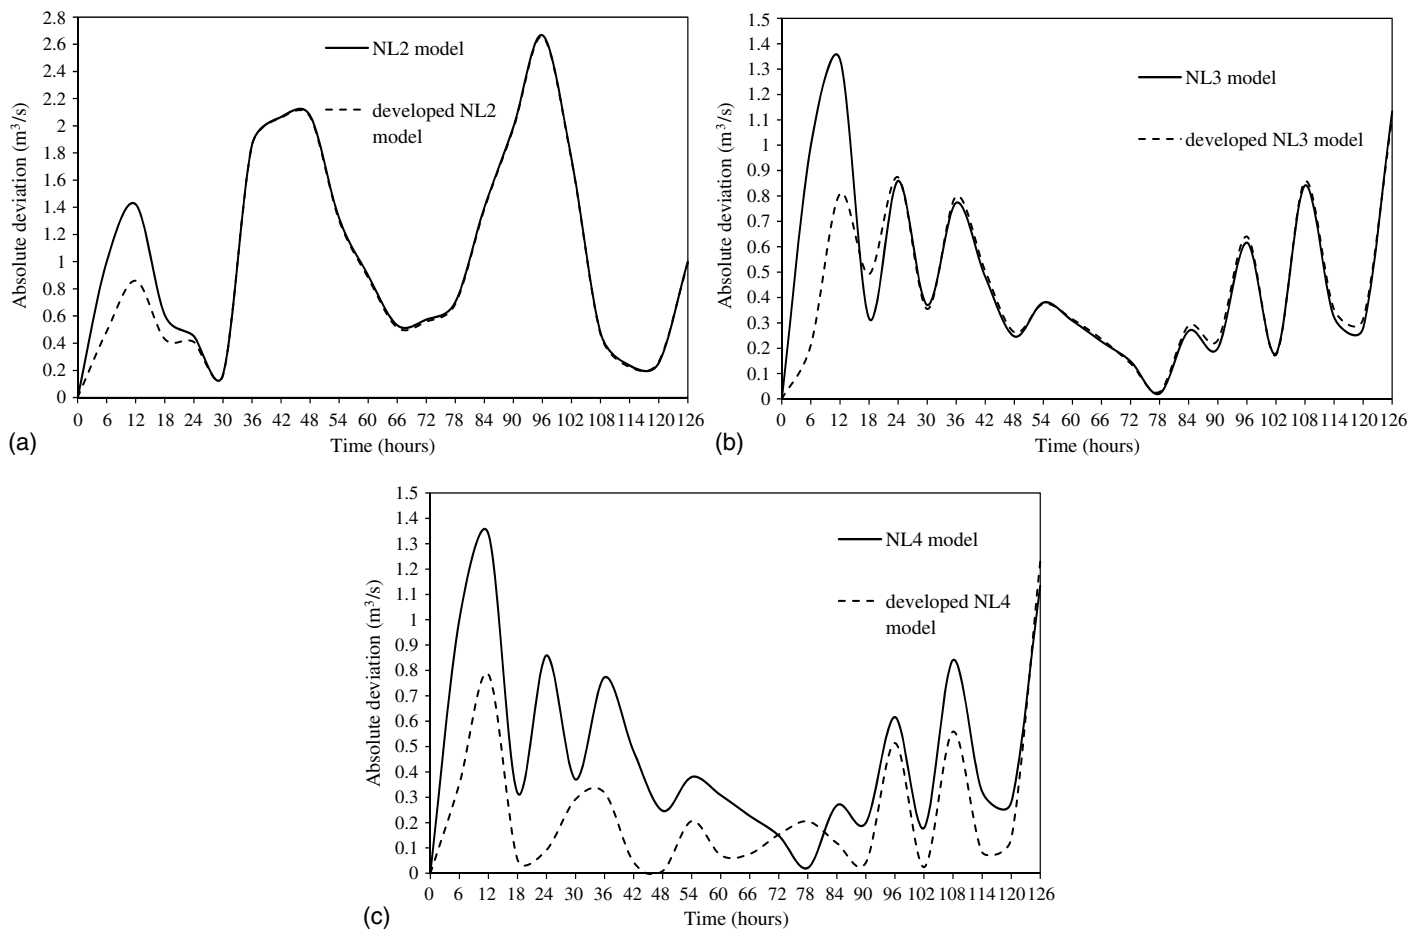 2.8
2.6
2.4
2.2
2
1.8
1.6
1.4
1.2
1
0.8
0.6
0.4
0.2
0
Absolute deviation (m³/s)
NL2 model
developed NL2
model
0 6 12 18 24 30 36 42 48 54 60 66 72 78 84 90 96 102 108 114 120 126
Time (hours)
(a)
1.5
1.4
1.3
1.2
1.1
1
0.9
0.8
0.7
0.6
0.5
0.4
0.3
0.2
0.1
0
Absolute deviation (m³/s)
NL3 model
developed NL3 model
0 6 12 18 24 30 36 42 48 54 60 66 72 78 84 90 96 102 108 114 120 126
Time (hours)
(b)
1.5
1.4
1.3
1.2
1.1
1
0.9
0.8
0.7
0.6
0.5
0.4
0.3
0.2
0.1
0
Absolute deviation (m³/s)
NL4 model
developed NL4
model
0 6 12 18 24 30 36 42 48 54 60 66 72 78 84 90 96 102 108 114 120 126
Time (hours)
(c)